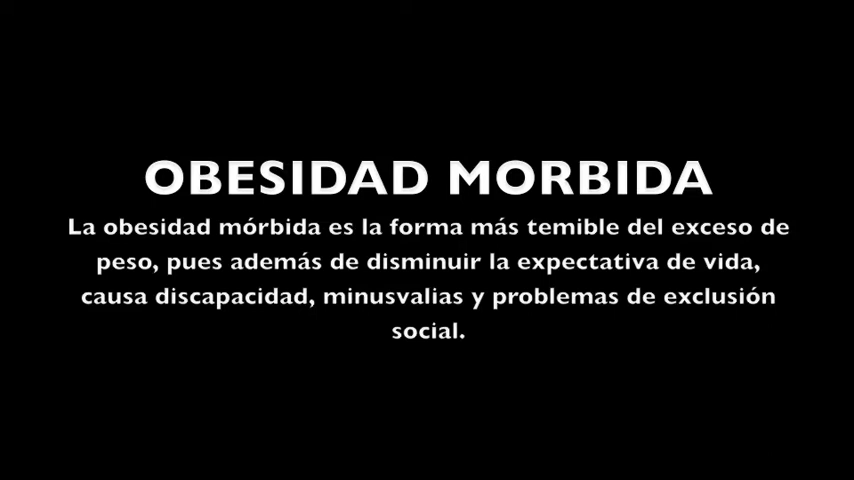 OBESIDAD MORBIDA
La obesidad mórbida es la forma más temible del exceso de
peso, pues además de disminuir la expectativa de vida,
causa discapacidad, minusvalias y problemas de exclusión
social.